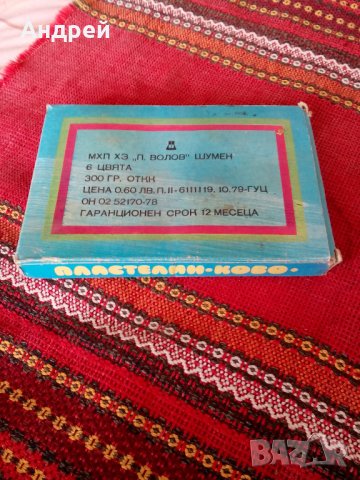 Андрей
МХП ХЗ „П. ВОЛОВ" ШУМЕН
6 ЦВЯТА
300 ГР. ОТКК
ЦЕНА 0.60 ЛВ. П. II-6111119. 10. 79-ГУЦ
ОН 02 52170-78
ГАРАНЦИОНЕН СРОК 12 МЕСЕЦА
ПЛАСТЕЛИН·КОВО·
BAZAR